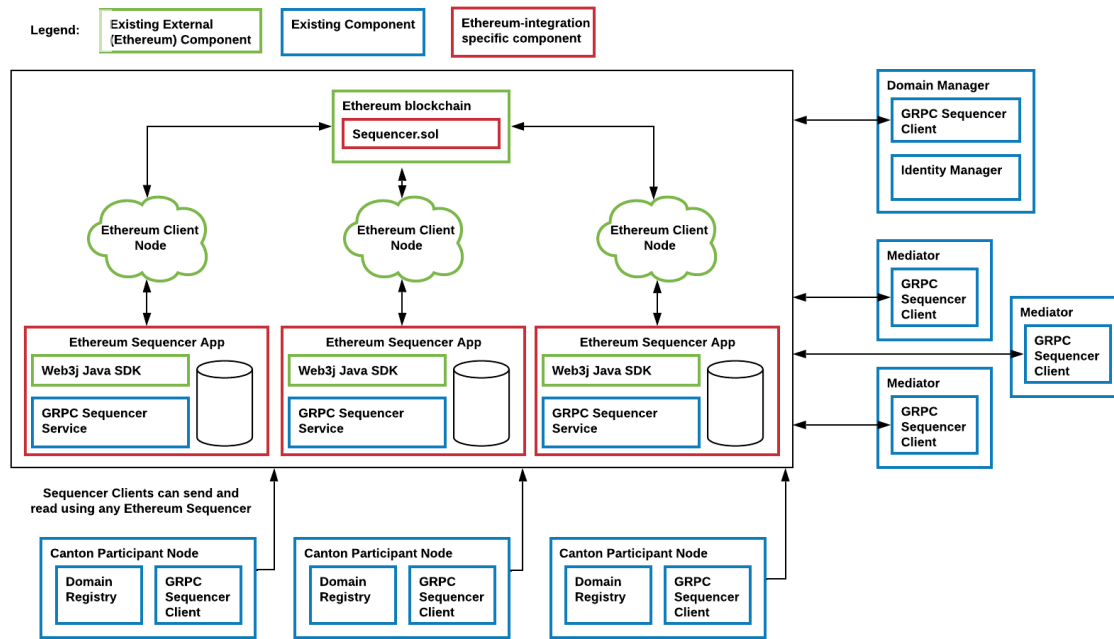 Legend:
Existing External
(Ethereum) Component
Existing Component
Ethereum-integration
specific component
Ethereum blockchain
Sequencer.sol
Ethereum Client
Node
Ethereum Client
Node
Ethereum Client
Node
Ethereum Sequencer App
Web3j Java SDK
GRPC Sequencer
Service
Ethereum Sequencer App
Web3j Java SDK
GRPC Sequencer
Service
Ethereum Sequencer App
Web3j Java SDK
GRPC Sequencer
Service
Domain Manager
GRPC Sequencer
Client
Identity Manager
Mediator
GRPC
Sequencer
Client
Mediator
GRPC
Sequencer
Client
Mediator
GRPC
Sequencer
Client
Sequencer Clients can send and
read using any Ethereum Sequencer
Canton Participant Node
Domain
Registry
GRPC
Sequencer
Client
Canton Participant Node
Domain
Registry
GRPC
Sequencer
Client
Canton Participant Node
Domain
Registry
GRPC
Sequencer
Client